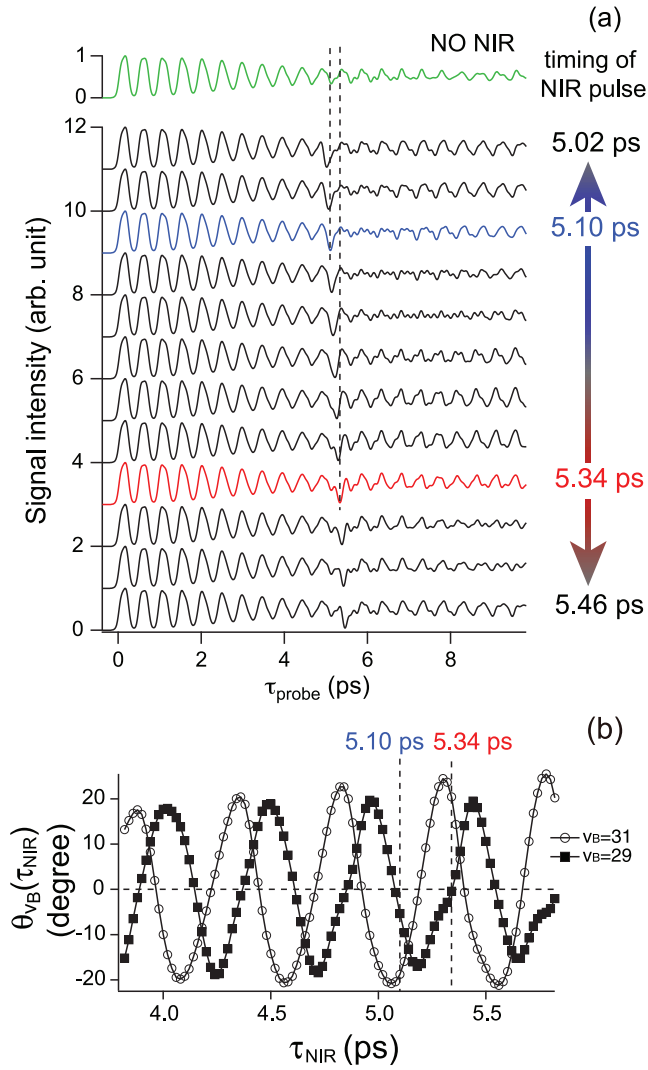 (a)
NO NIR
timing of
NIR pulse
1
0
12
10
8
6
4
2
0
Signal intensity (arb. unit)
5.02 ps
5.10 ps
5.34 ps
5.46 ps
0 2 4 6 8
τprobe (ps)
(b)
5.10 ps 5.34 ps
20
10
0
-10
-20
θvB(τNIR)
(degree)
vB=31
vB=29
4.0 4.5 5.0 5.5
τNIR (ps)